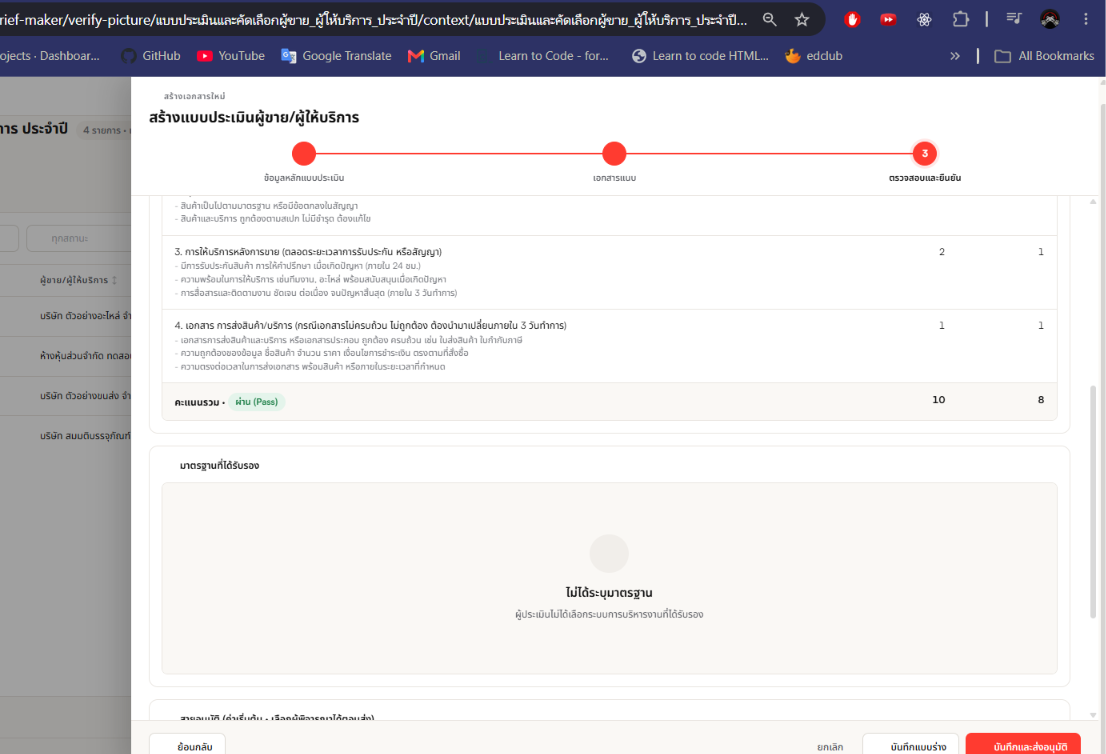 rief-maker/verify-picture/แบบประเมินและคัดเลือกผู้ขาย_ผู้ให้บริการ_ประจำปี/context/แบบประเมินและคัดเลือกผู้ขาย_ผู้ให้บริการ_ประจำปี...
ojects · Dashboar...
GitHub
YouTube
Google Translate
Gmail
Learn to Code - for...
Learn to code HTML...
edclub
All Bookmarks
สร้างเอกสารใหม่
สร้างแบบประเมินผู้ขาย/ผู้ให้บริการ
3
ข้อมูลหลักแบบประเมิน
เอกสารแนบ
ตรวจสอบและยืนยัน
การ ประจำปี
4 รายการ •
ทุกสถานะ
ผู้ขาย/ผู้ให้บริการ
บริษัท ตัวอย่างอะไหล่ จำ
ห้างหุ้นส่วนจำกัด ทดสอ
บริษัท ตัวอย่างขนส่ง จำ
บริษัท สมมติบรรจุภัณฑ์
- สินค้าเป็นไปตามมาตรฐาน หรือมีข้อตกลงในสัญญา
- สินค้าและบริการ ถูกต้องตามสเปก ไม่มีชำรุด ต้องแก้ไข
3. การให้บริการหลังการขาย (ตลอดระยะเวลาการรับประกัน หรือสัญญา) 2 1
- มีการรับประกันสินค้า การให้คำปรึกษา เมื่อเกิดปัญหา (ภายใน 24 ชม.)
- ความพร้อมในการให้บริการ เช่นทีมงาน, อะไหล่ พร้อมสนับสนุนเมื่อเกิดปัญหา
- การสื่อสารและติดตามงาน ชัดเจน ต่อเนื่อง จนปัญหาสิ้นสุด (ภายใน 3 วันทำการ)
4. เอกสาร การส่งสินค้า/บริการ (กรณีเอกสารไม่ครบถ้วน ไม่ถูกต้อง ต้องนำมาเปลี่ยนภายใน 3 วันทำการ) 1 1
- เอกสารการส่งสินค้าและบริการ หรือเอกสารประกอบ ถูกต้อง ครบถ้วน เช่น ใบส่งสินค้า ใบกำกับภาษี
- ความถูกต้องของข้อมูล ชื่อสินค้า จำนวน ราคา เงื่อนไขการชำระเงิน ตรงตามที่สั่งซื้อ
- ความตรงต่อเวลาในการส่งเอกสาร พร้อมสินค้า หรือภายในระยะเวลาที่กำหนด
คะแนนรวม • ผ่าน (Pass) 10 8
มาตรฐานที่ได้รับรอง
ไม่ได้ระบุมาตรฐาน
ผู้ประเมินไม่ได้เลือกระบบการบริหารงานที่ได้รับรอง
สายอนุมัติ (ค่าเริ่มต้น • เลือกผู้พิจารณาได้ตอนส่ง)
ย้อนกลับ
ยกเลิก
บันทึกแบบร่าง
บันทึกและส่งอนุมัติ